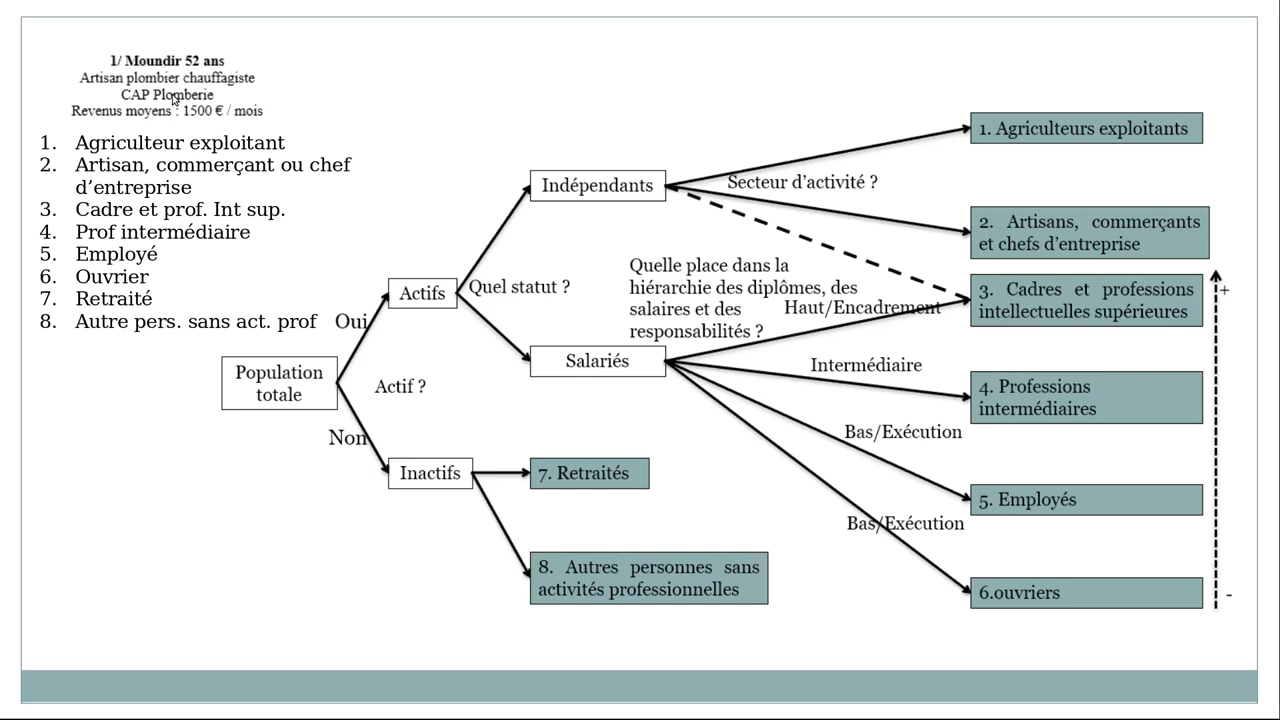 1/ Moundir 52 ans
Artisan plombier chauffagiste
CAP Plomberie
Revenus moyens : 1500 € / mois
1. Agriculteur exploitant
2. Artisan, commerçant ou chef
d’entreprise
3. Cadre et prof. Int sup.
4. Prof intermédiaire
5. Employé
6. Ouvrier
7. Retraité
8. Autre pers. sans act. prof
Population
totale
Actif ?
Oui
Non
Actifs
Inactifs
Quel statut ?
Indépendants
Salariés
7. Retraités
8. Autres personnes sans
activités professionnelles
Secteur d’activité ?
Quelle place dans la
hiérarchie des diplômes, des
salaires et des
responsabilités ?
Haut/Encadrement
Intermédiaire
Bas/Exécution
Bas/Exécution
1. Agriculteurs exploitants
2. Artisans, commerçants
et chefs d’entreprise
3. Cadres et professions
intellectuelles supérieures
4. Professions
intermédiaires
5. Employés
6.ouvriers
+
-